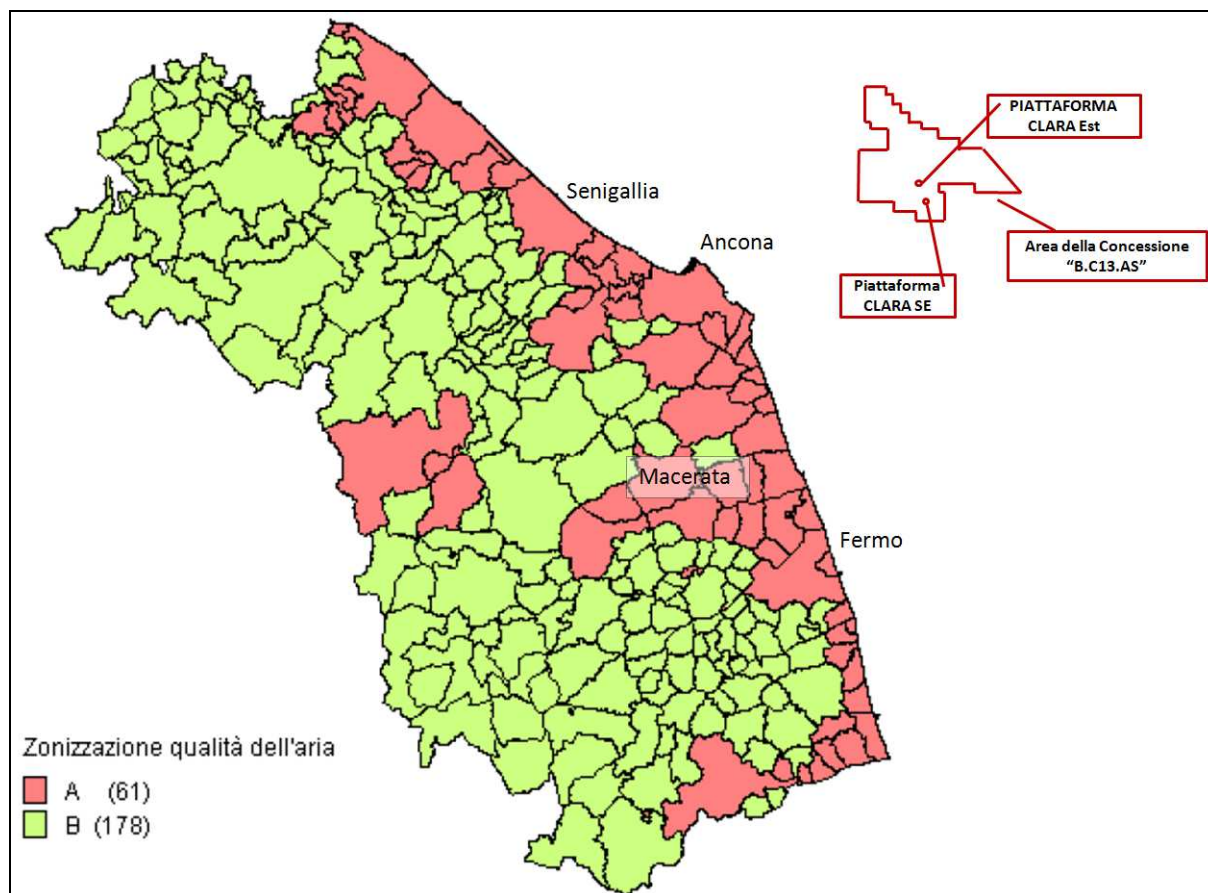 PIATTAFORMA
CLARA Est
Senigallia
Ancona
Area della Concessione
“B.C13.AS”
Piattaforma
CLARA SE
Macerata
Fermo
Zonizzazione qualità dell'aria
A (61)
B (178)